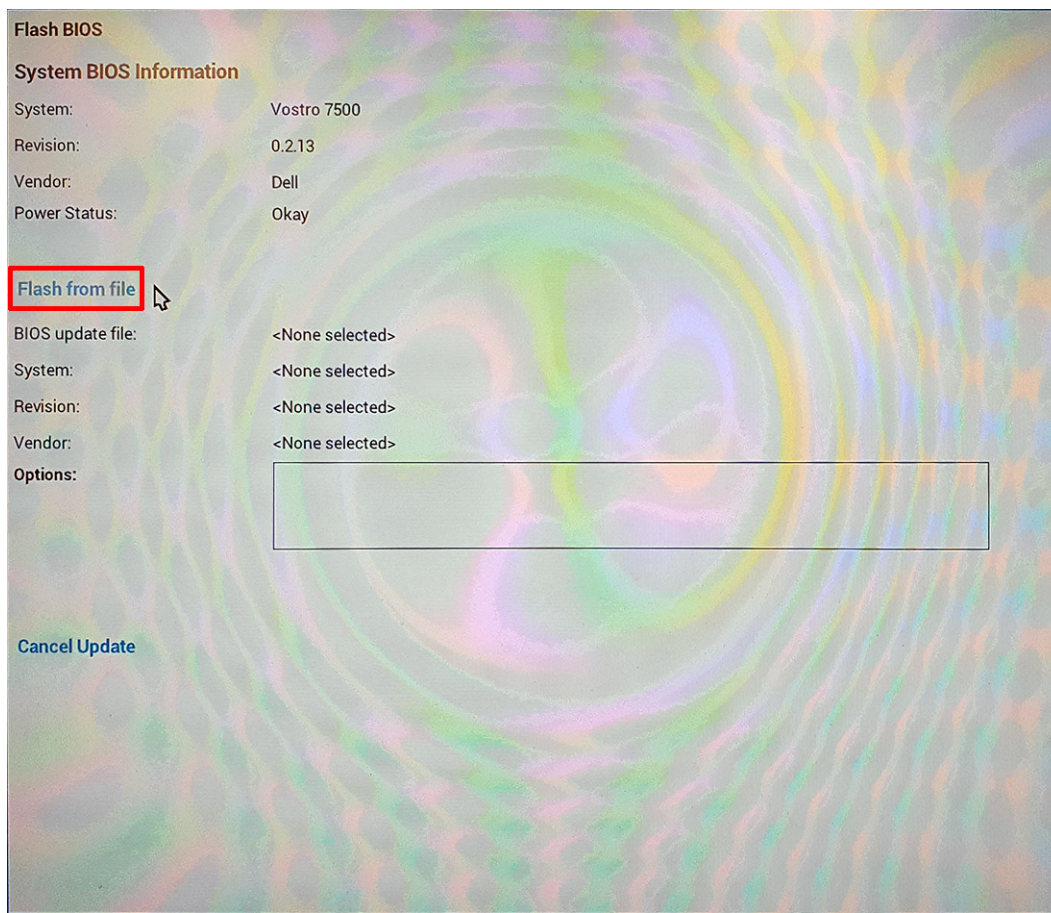 Flash BIOS
System BIOS Information
System: Vostro 7500
Revision: 0.2.13
Vendor: Dell
Power Status: Okay
Flash from file
BIOS update file: <None selected>
System: <None selected>
Revision: <None selected>
Vendor: <None selected>
Options:
Cancel Update